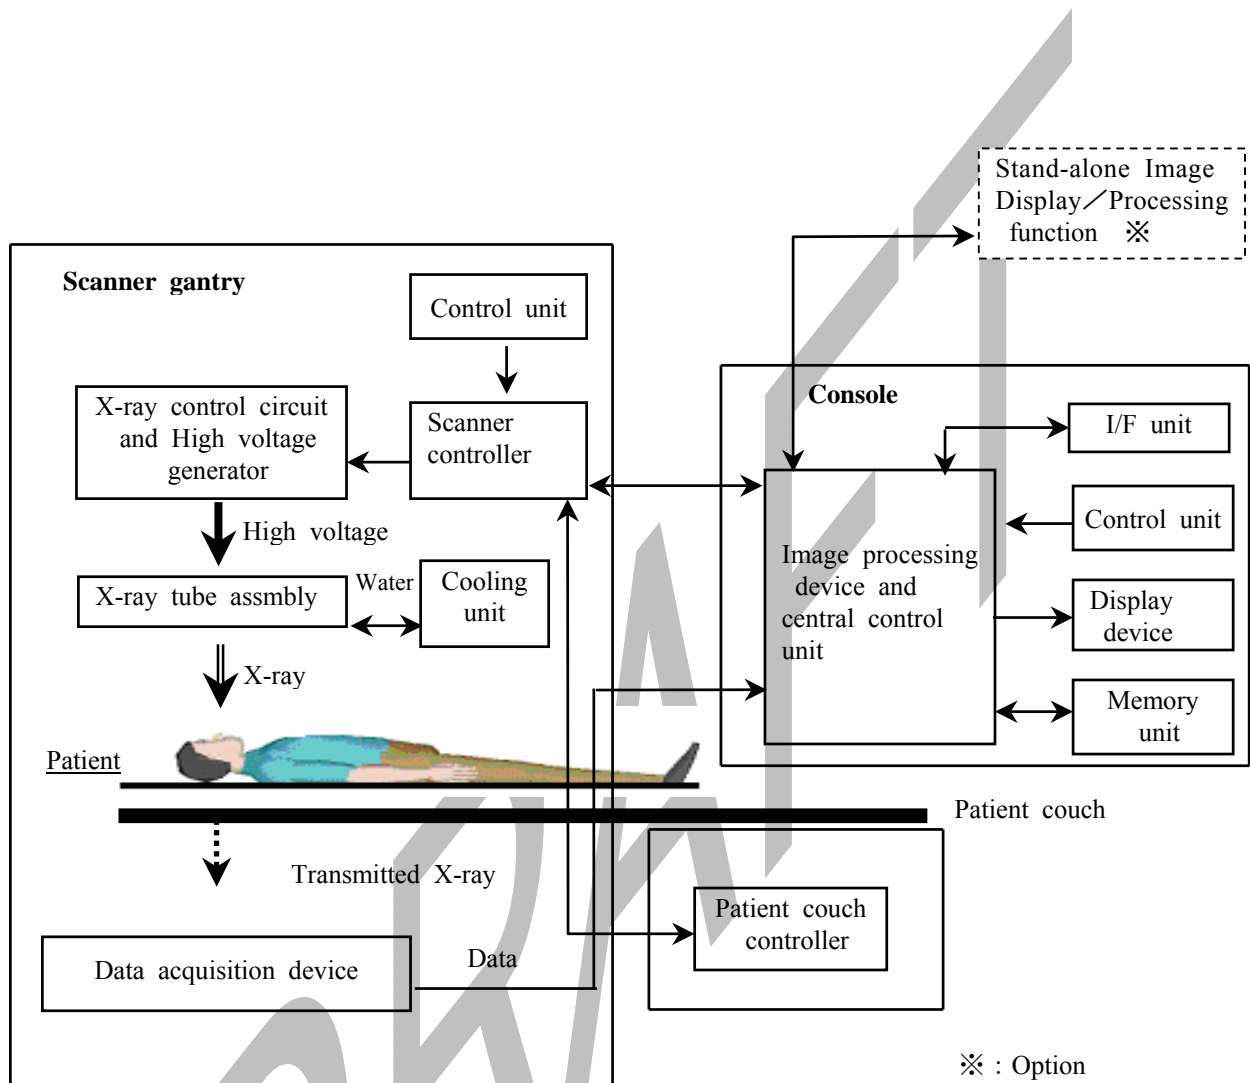 Stand-alone Image
Display／Processing
function ※
Scanner gantry
Control unit
X-ray control circuit
and High voltage
generator
Scanner
controller
High voltage
X-ray tube assmbly
Water
Cooling
unit
X-ray
Patient
Transmitted X-ray
Data acquisition device
Data
Console
I/F unit
Control unit
Image processing
device and
central control
unit
Display
device
Memory
unit
Patient couch
Patient couch
controller
※ : Option